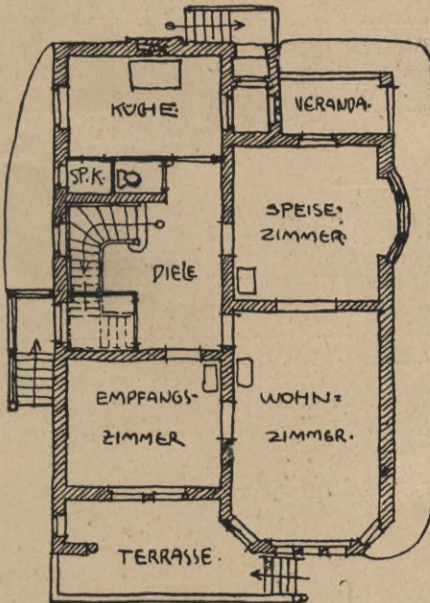 KÜCHE.
VERANDA.
SP.K.
SPEISE-
ZIMMER.
DIELE
EMPFANGS-
ZIMMER
WOHN=
ZIMMER.
TERRASSE.